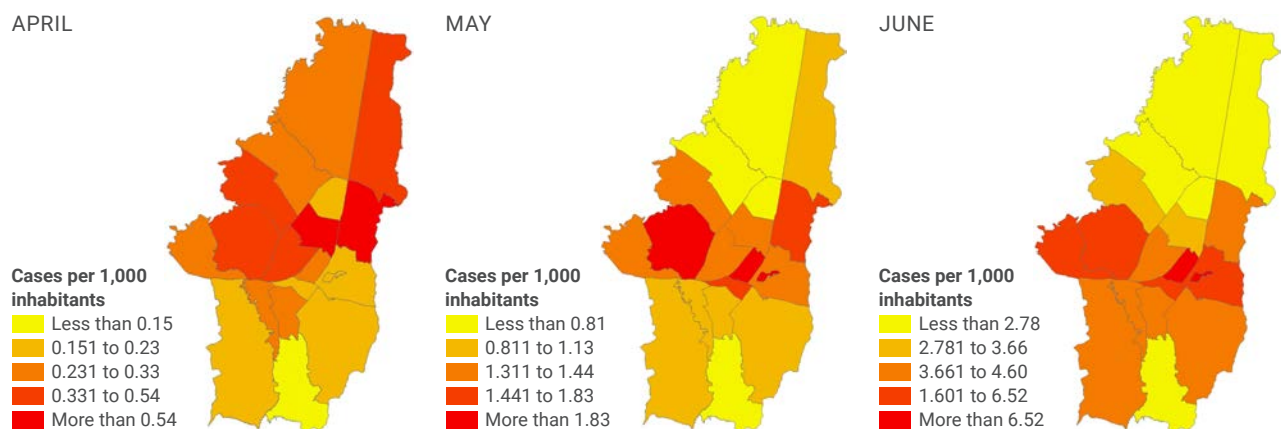 APRIL
Cases per 1,000
inhabitants
Less than 0.15
0.151 to 0.23
0.231 to 0.33
0.331 to 0.54
More than 0.54
MAY
Cases per 1,000
inhabitants
Less than 0.81
0.811 to 1.13
1.311 to 1.44
1.441 to 1.83
More than 1.83
JUNE
Cases per 1,000
inhabitants
Less than 2.78
2.781 to 3.66
3.661 to 4.60
1.601 to 6.52
More than 6.52